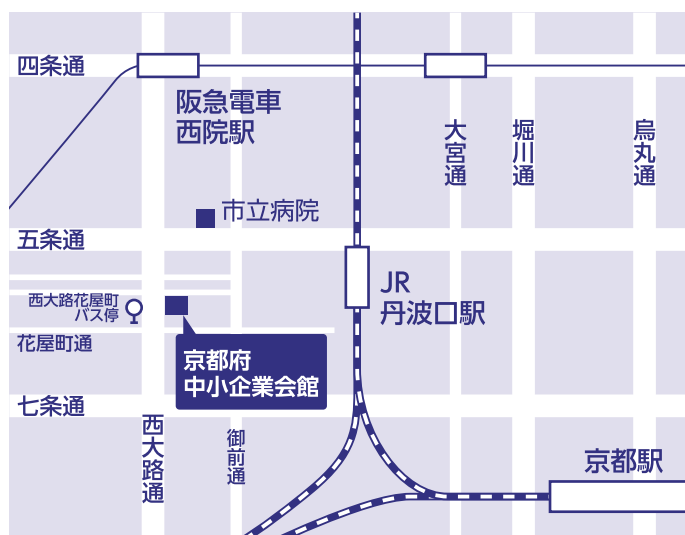 四条通
阪急電車
西院駅
大宮通
堀川通
烏丸通
市立病院
五条通
JR
丹波口駅
西大路花屋町
バス停
花屋町通
京都府
中小企業会館
七条通
西大路通
御前通
京都駅